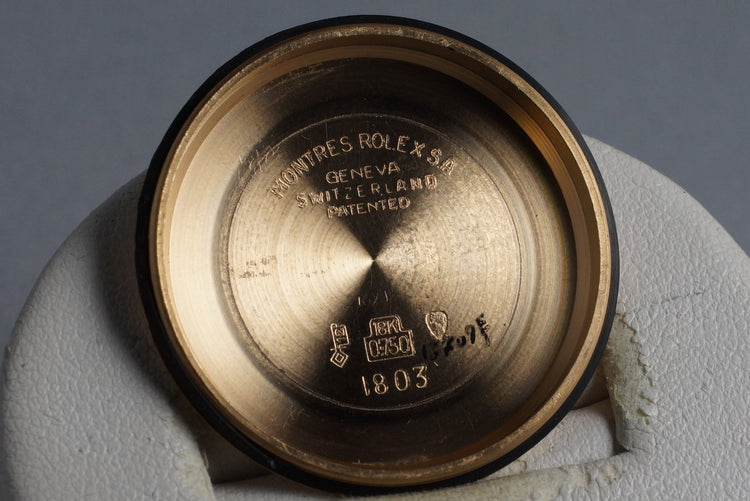 MONTRES ROLEX S.A
GENEVA
SWITZERLAND
PATENTED
18K
0.750
1803